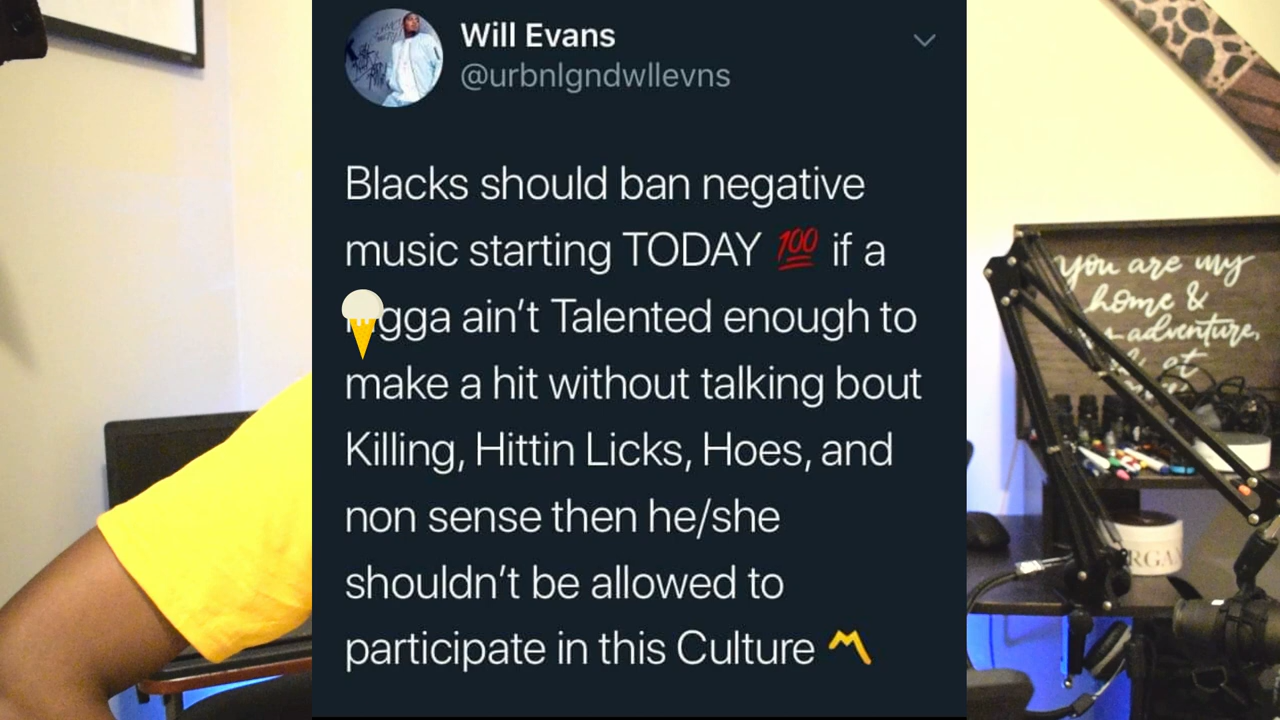 Will Evans
@urbnlgndwllevns
Blacks should ban negative
music starting TODAY 💯 if a
gga ain't Talented enough to
make a hit without talking bout
Killing, Hittin Licks, Hoes, and
non sense then he/she
shouldn't be allowed to
participate in this Culture 〽️
you are my
home &
adventure,
at
RGA